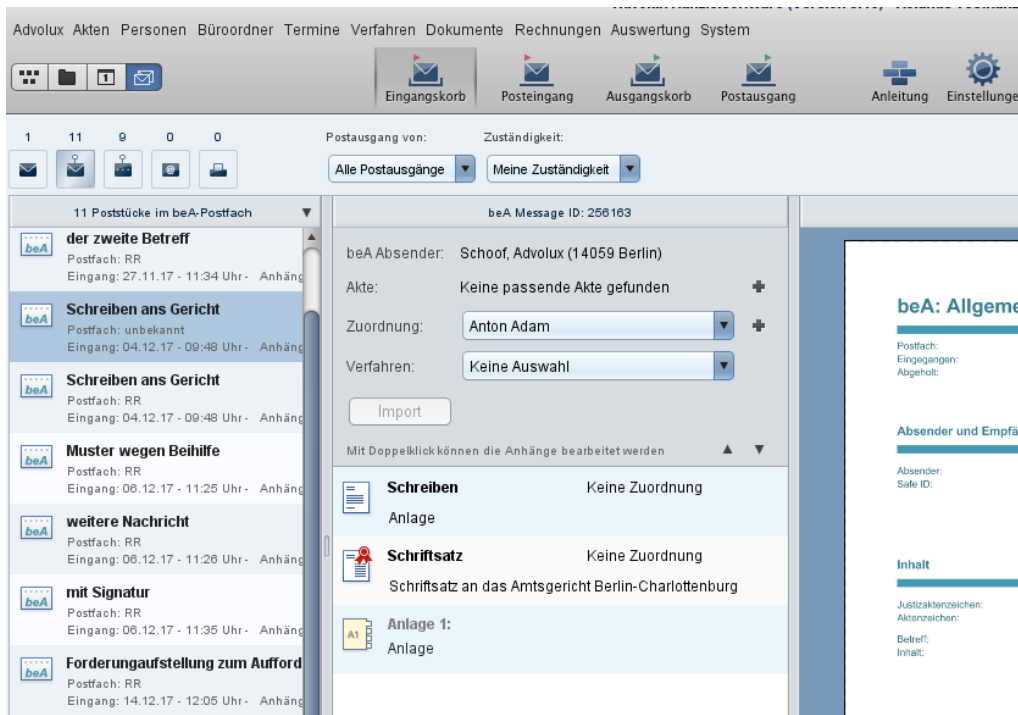 Advolux Akten Personen Büroordner Termine Verfahren Dokumente Rechnungen Auswertung System
1
Eingangskorb Posteingang Ausgangskorb Postausgang Anleitung Einstellunge
1 11 9 0 0
Postausgang von: Zuständigkeit:
Alle Postausgänge Meine Zuständigkeit
11 Poststücke im beA-Postfach
beA Message ID: 256163
beA
der zweite Betreff
Postfach: RR
Eingang: 27.11.17 - 11:34 Uhr - Anhäng
beA
Schreiben ans Gericht
Postfach: unbekannt
Eingang: 04.12.17 - 09:48 Uhr - Anhäng
beA
Schreiben ans Gericht
Postfach: RR
Eingang: 04.12.17 - 09:48 Uhr - Anhäng
beA
Muster wegen Beihilfe
Postfach: RR
Eingang: 06.12.17 - 11:25 Uhr - Anhäng
beA
weitere Nachricht
Postfach: RR
Eingang: 06.12.17 - 11:26 Uhr - Anhäng
beA
mit Signatur
Postfach: RR
Eingang: 06.12.17 - 11:35 Uhr - Anhäng
beA
Forderungaufstellung zum Aufford
Postfach: RR
Eingang: 14.12.17 - 12:05 Uhr - Anhäng
beA Absender: Schoof, Advolux (14059 Berlin)
Akte: Keine passende Akte gefunden
Zuordnung: Anton Adam
Verfahren: Keine Auswahl
Import
Mit Doppelklick können die Anhänge bearbeitet werden
Schreiben Keine Zuordnung
Anlage
Schriftsatz Keine Zuordnung
Schriftsatz an das Amtsgericht Berlin-Charlottenburg
A1
Anlage 1:
Anlage
beA: Allgeme
Postfach:
Eingegangen:
Abgeholt:
Absender und Empfä
Absender:
Safe ID:
Inhalt
Justizaktenzeichen:
Aktenzeichen:
Betreff:
Inhalt: